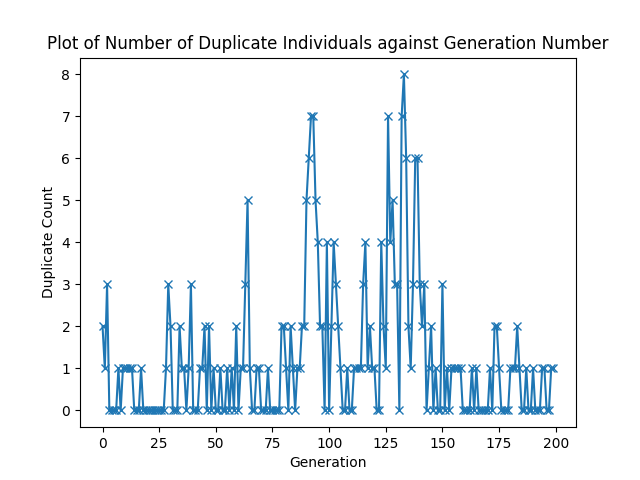 Plot of Number of Duplicate Individuals against Generation Number
8
7
6
5
4
3
2
1
0
Duplicate Count
0 25 50 75 100 125 150 175 200
Generation